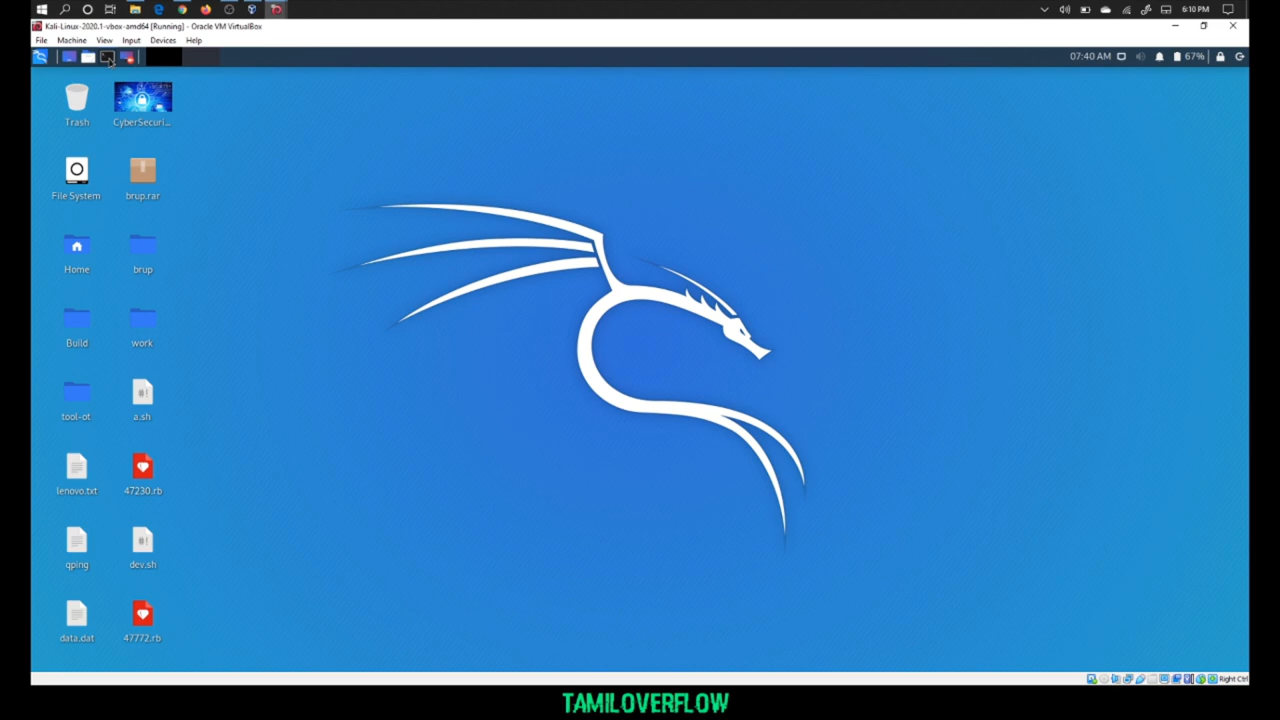 6:10 PM
Kali-Linux-2020.1-vbox-amd64 [Running] - Oracle VM VirtualBox
File Machine View Input Devices Help
07:40 AM 67%
Trash CyberSecuri...
File System brup.rar
Home brup
Build work
tool-ot a.sh
lenovo.txt 47230.rb
qping dev.sh
data.dat 47772.rb
Right Ctrl
TAMILOVERFLOW